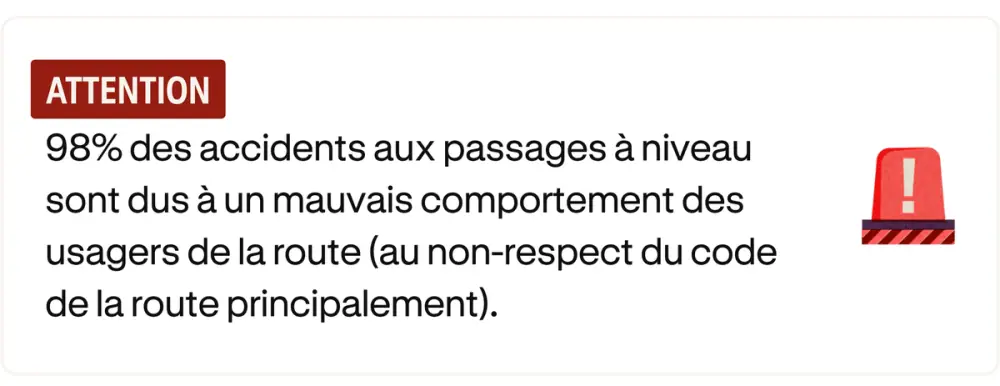 ATTENTION
98% des accidents aux passages à niveau
sont dus à un mauvais comportement des
usagers de la route (au non-respect du code
de la route principalement).